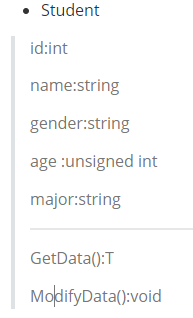 Student
id:int
name:string
gender:string
age :unsigned int
major:string
GetData():T
ModifyData():void